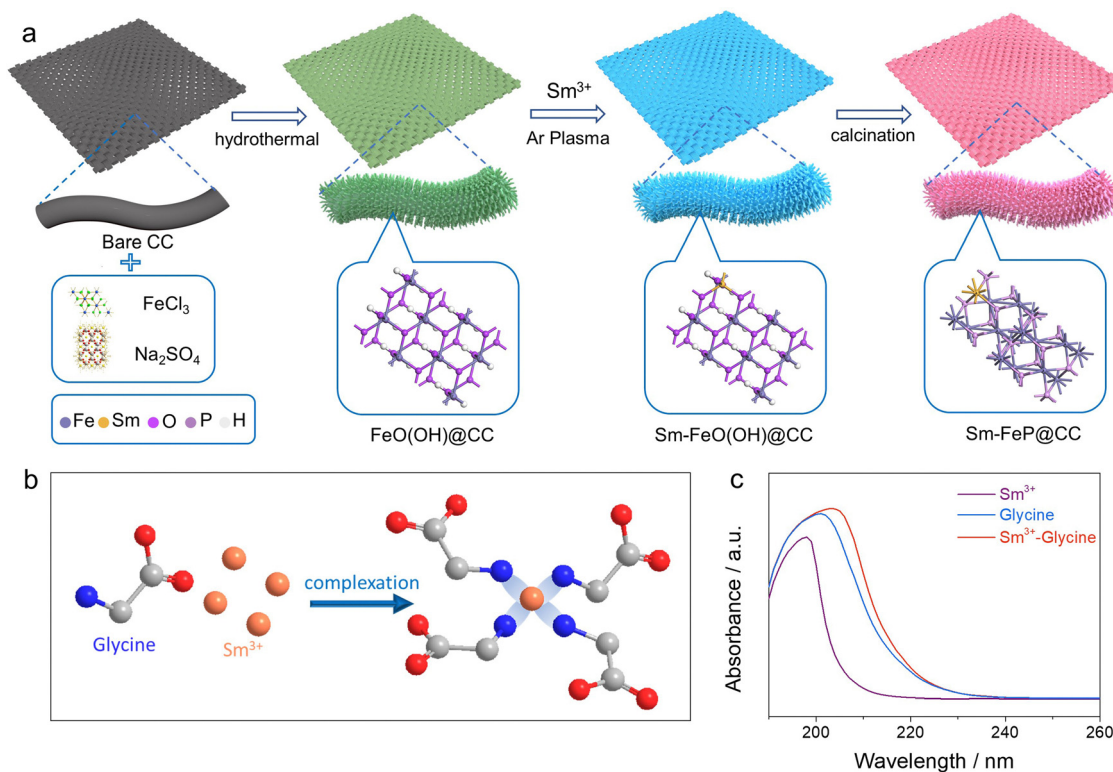 a
hydrothermal
Sm³⁺
Ar Plasma
calcination
Bare CC
FeCl₃
Na₂SO₄
Fe Sm O P H
FeO(OH)@CC
Sm-FeO(OH)@CC
Sm-FeP@CC
b
Glycine
Sm³⁺
complexation
c
Sm³⁺
Glycine
Sm³⁺-Glycine
Absorbance / a.u.
200 220 240 260
Wavelength / nm